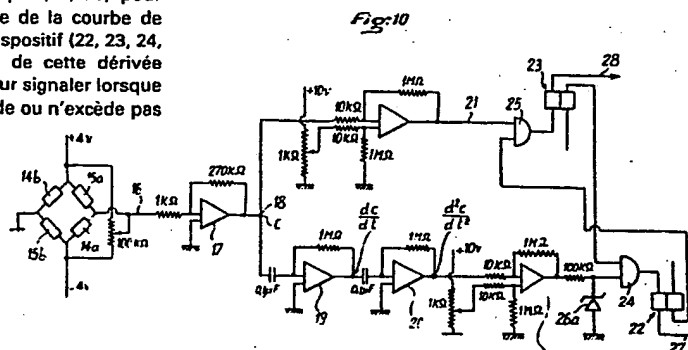 e de la courbe de
spositif (22, 23, 24,
de cette dérivée
ur signaler lorsque
de ou n'excède pas
Fig:10
+10v
10KΩ
10KΩ
1KΩ
1MΩ
1MΩ
21
25
23
28
+4v
14b
15a
16
15b
14a
100KΩ
-4v
1KΩ
270KΩ
17
18
C
0,1µF
1MΩ
19
dc/dt
0,1µF
1MΩ
20
d²c/dt²
+10v
1KΩ
10KΩ
10KΩ
1MΩ
1MΩ
100KΩ
26a
24
22
27